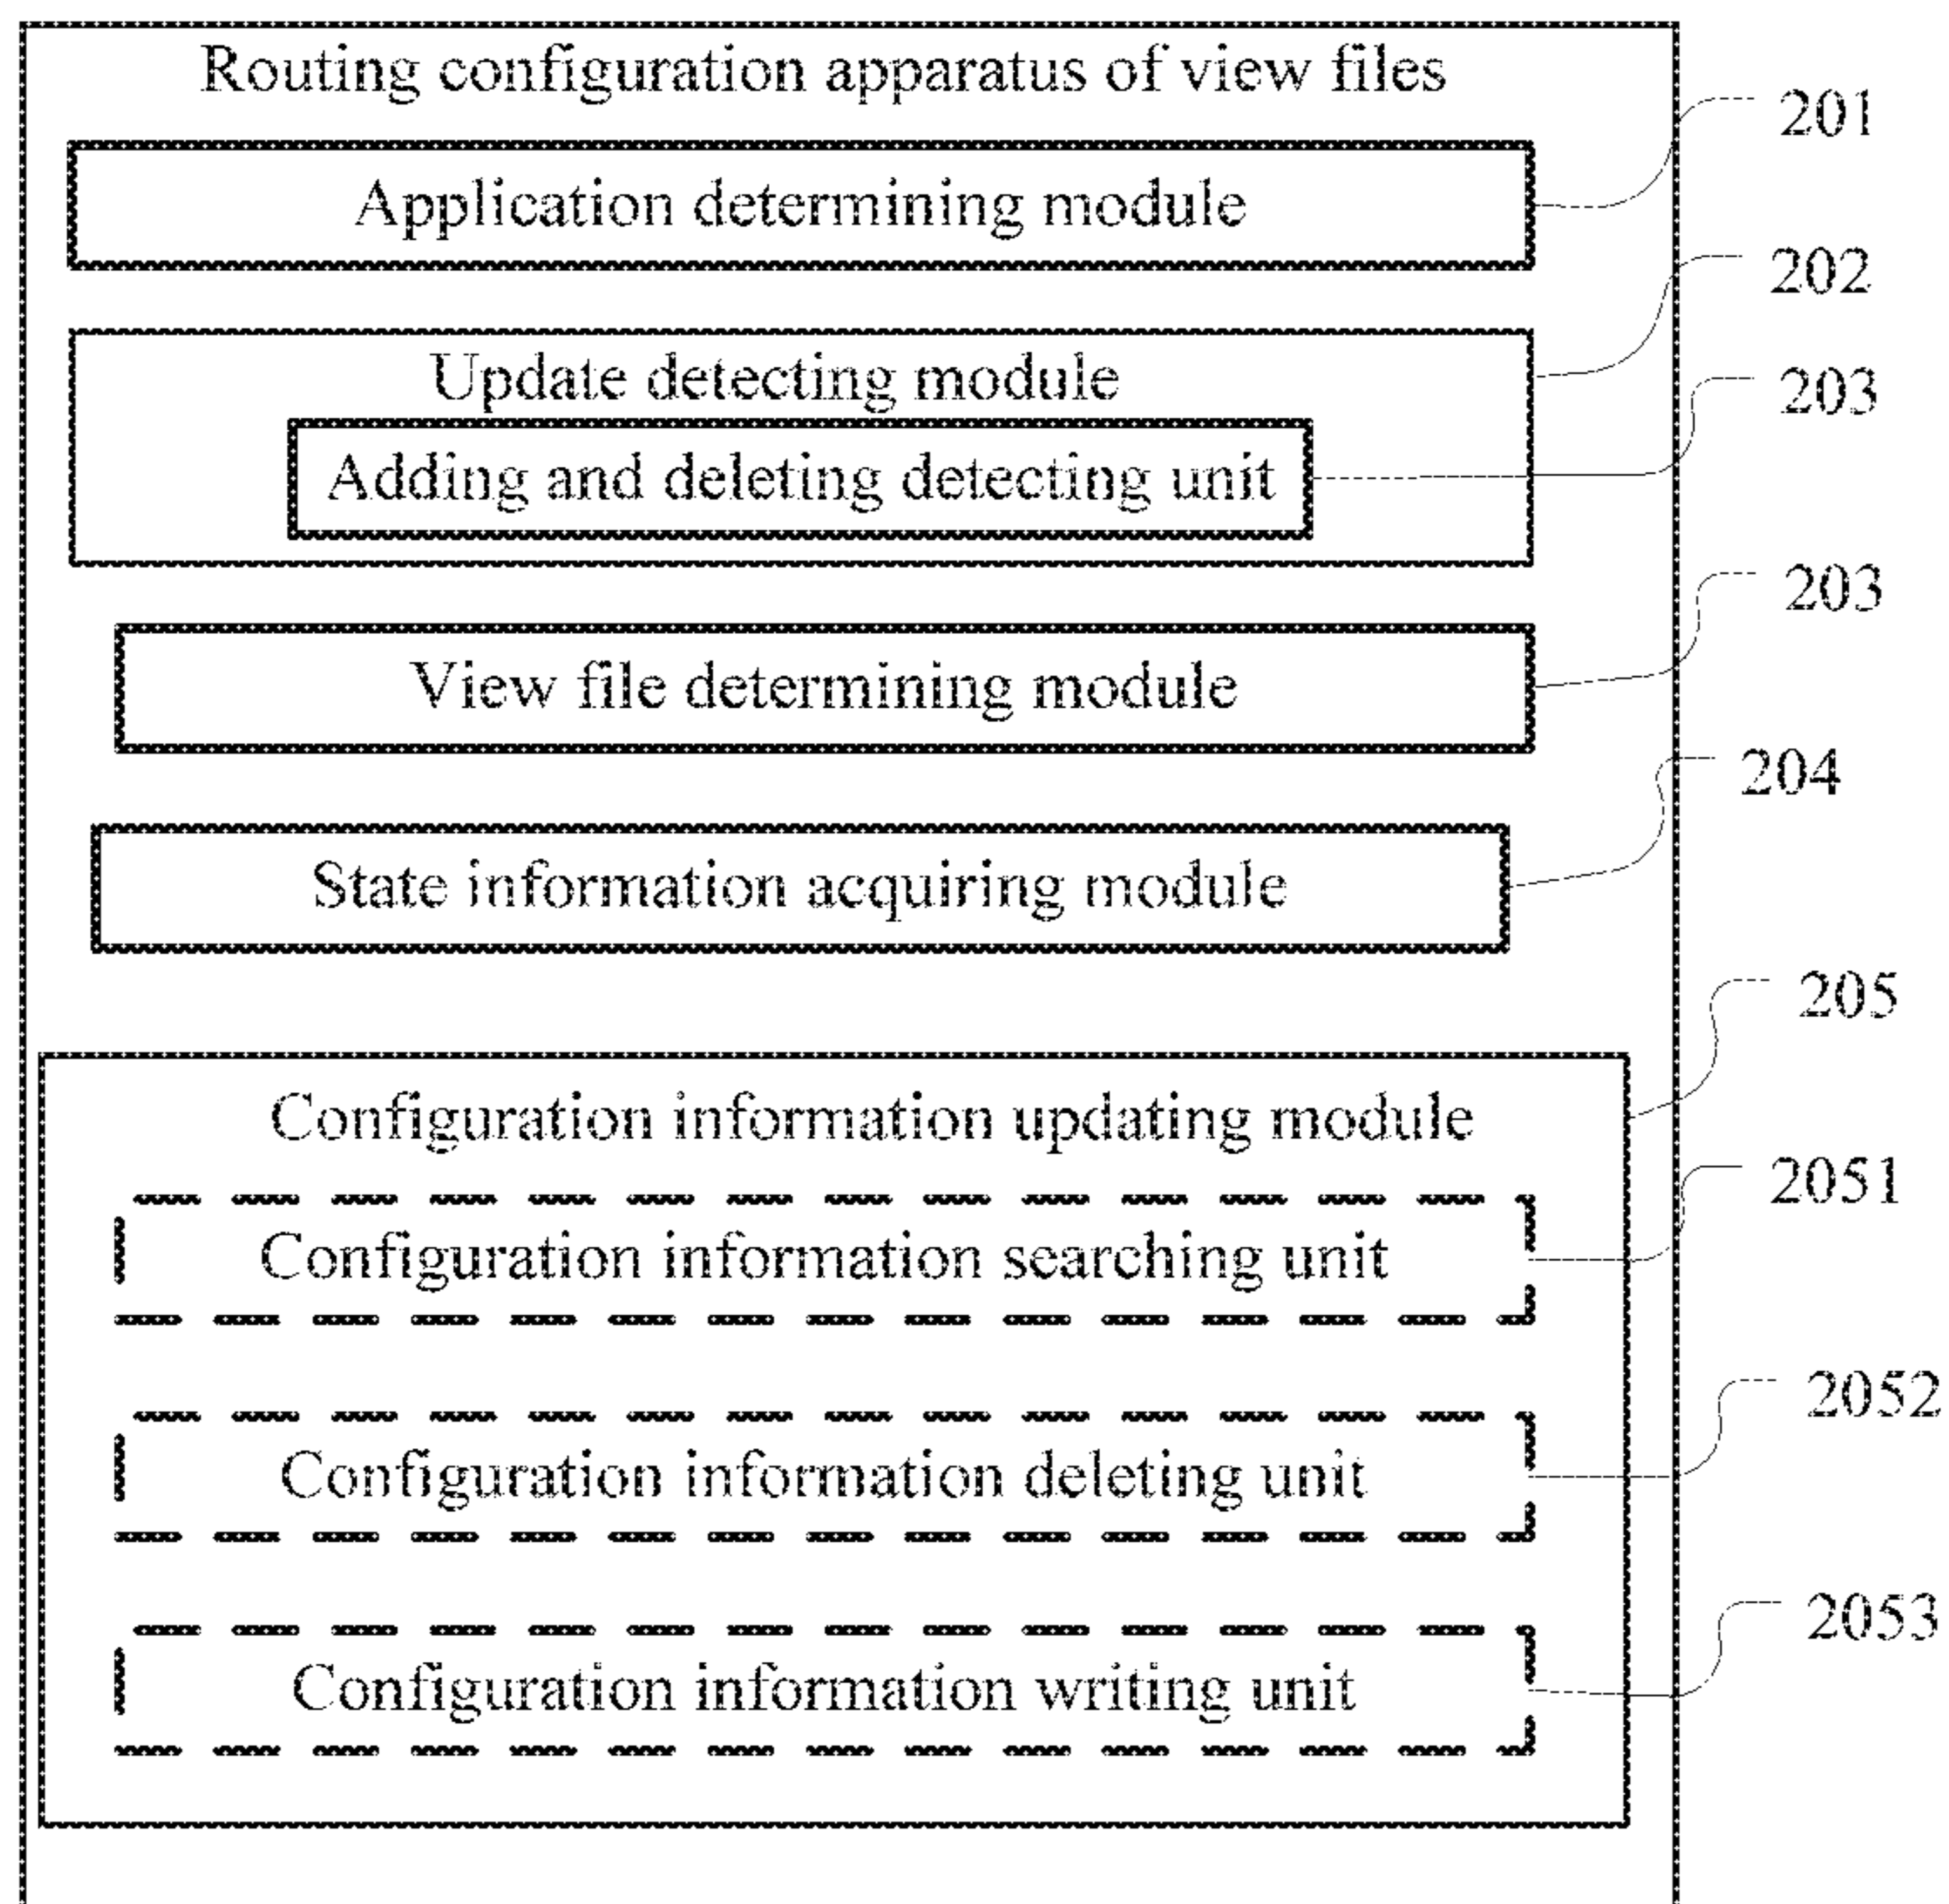 Routing configuration apparatus of view files
201
Application determining module
202
Update detecting module
203
Adding and deleting detecting unit
203
View file determining module
204
State information acquiring module
205
Configuration information updating module
2051
Configuration information searching unit
2052
Configuration information deleting unit
2053
Configuration information writing unit